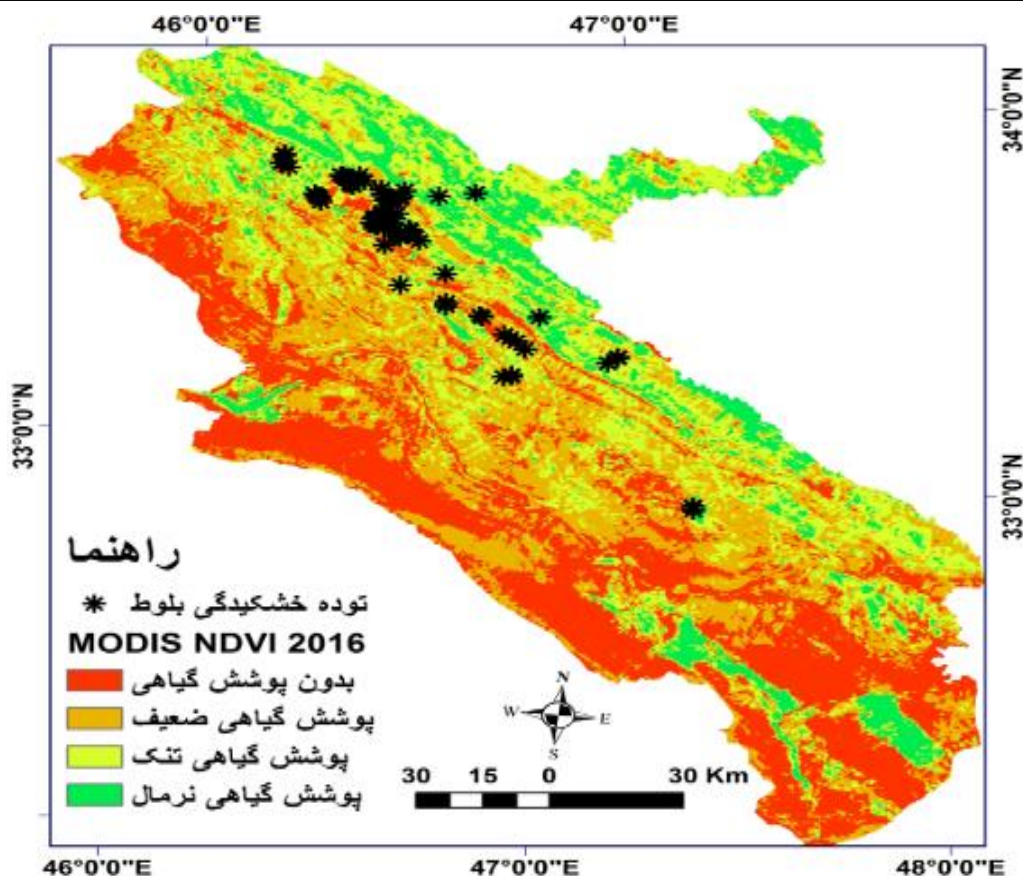 46°0'0"E 47°0'0"E
34°0'0"N
33°0'0"N
33°0'0"N
راهنما
توده خشکیدگی بلوط
MODIS NDVI 2016
بدون پوشش گیاهی
پوشش گیاهی ضعیف
پوشش گیاهی تنک
پوشش گیاهی نرمال
N
W E
S
30 15 0 30 Km
46°0'0"E 47°0'0"E 48°0'0"E